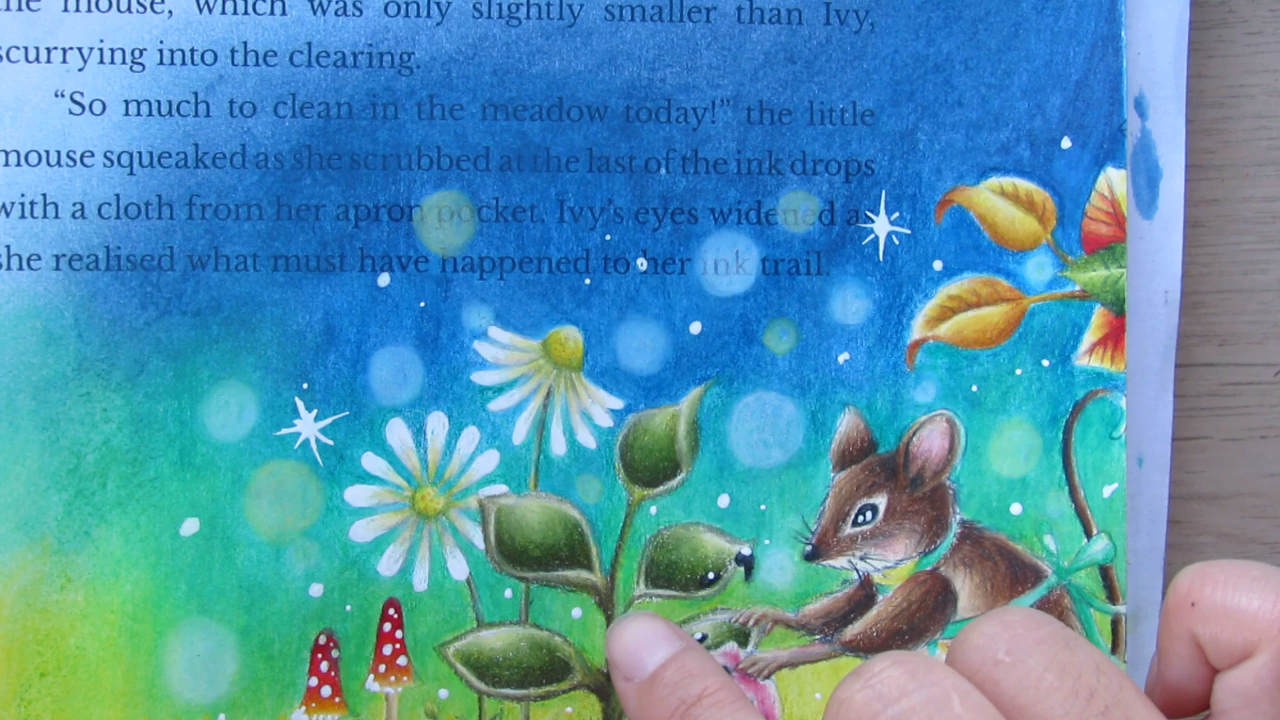 the mouse, which was only slightly smaller than Ivy,
scurrying into the clearing.
“So much to clean in the meadow today!” the little
mouse squeaked as she scrubbed at the last of the ink drops
with a cloth from her apron pocket. Ivy’s eyes widened as
she realised what must have happened to her ink trail.